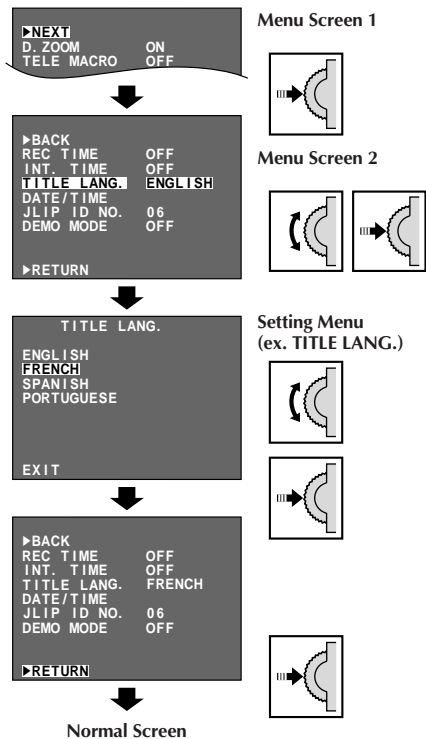 ▶NEXT
D. ZOOM ON
TELE MACRO OFF
Menu Screen 1
▶BACK
REC TIME OFF
INT. TIME OFF
TITLE LANG. ENGLISH
DATE/TIME
JLIP ID NO. 06
DEMO MODE OFF
▶RETURN
Menu Screen 2
TITLE LANG.
ENGLISH
FRENCH
SPANISH
PORTUGUESE
EXIT
Setting Menu
(ex. TITLE LANG.)
▶BACK
REC TIME OFF
INT. TIME OFF
TITLE LANG. FRENCH
DATE/TIME
JLIP ID NO. 06
DEMO MODE OFF
▶RETURN
Normal Screen